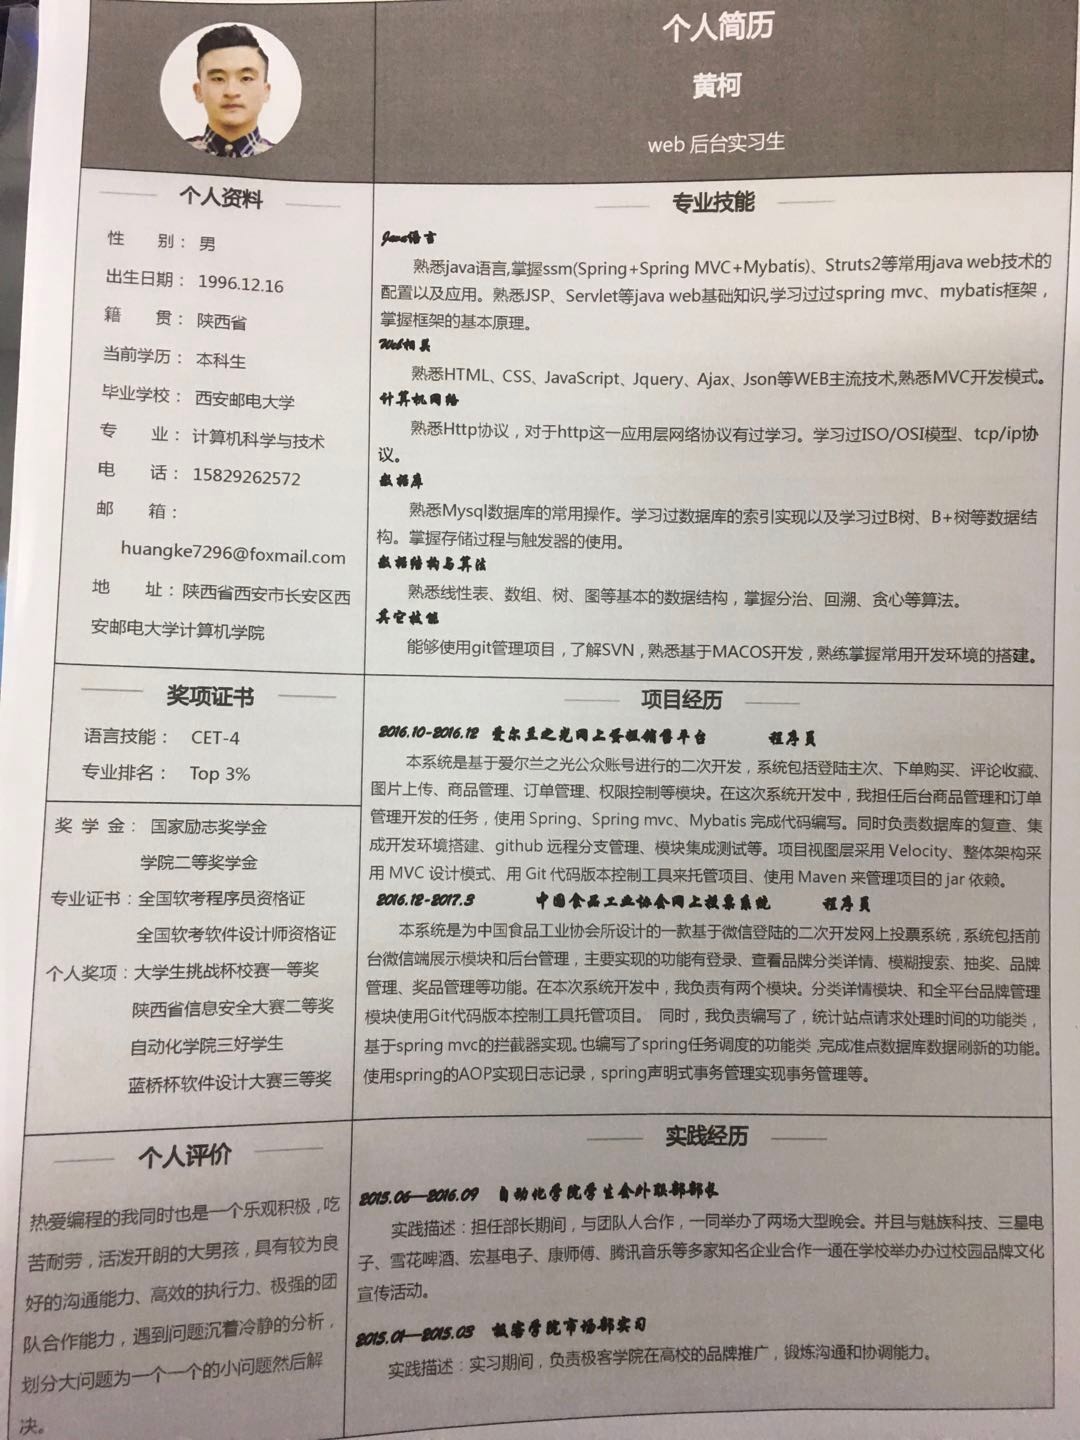 个人简历
黄柯
web 后台实习生
个人资料
性 别： 男
出生日期： 1996.12.16
籍 贯： 陕西省
当前学历： 本科生
毕业学校： 西安邮电大学
专 业： 计算机科学与技术
电 话： 15829262572
邮 箱：
huangke7296@foxmail.com
地 址： 陕西省西安市长安区西
安邮电大学计算机学院
奖项证书
语言技能： CET-4
专业排名： Top 3%
奖 学 金： 国家励志奖学金
学院二等奖学金
专业证书：全国软考程序员资格证
全国软考软件设计师资格证
个人奖项：大学生挑战杯校赛一等奖
陕西省信息安全大赛二等奖
自动化学院三好学生
蓝桥杯软件设计大赛三等奖
个人评价
热爱编程的我同时也是一个乐观积极，吃
苦耐劳，活泼开朗的大男孩，具有较为良
好的沟通能力、高效的执行力、极强的团
队合作能力，遇到问题沉着冷静的分析，
划分大问题为一个一个的小问题然后解
决。
专业技能
Java语言
熟悉java语言,掌握ssm(Spring+Spring MVC+Mybatis)、Struts2等常用java web技术的
配置以及应用。熟悉JSP、Servlet等java web基础知识,学习过过spring mvc、mybatis框架，
掌握框架的基本原理。
Web相关
熟悉HTML、CSS、JavaScript、Jquery、Ajax、Json等WEB主流技术,熟悉MVC开发模式。
计算机网络
熟悉Http协议，对于http这一应用层网络协议有过学习。学习过ISO/OSI模型、tcp/ip协
议。
数据库
熟悉Mysql数据库的常用操作。学习过数据库的索引实现以及学习过B树、B+树等数据结
构。掌握存储过程与触发器的使用。
数据结构与算法
熟悉线性表、数组、树、图等基本的数据结构，掌握分治、回溯、贪心等算法。
其它技能
能够使用git管理项目，了解SVN，熟悉基于MACOS开发，熟练掌握常用开发环境的搭建。
项目经历
2016.10-2016.12 爱尔兰之光网上蛋糕销售平台 程序员
本系统是基于爱尔兰之光公众账号进行的二次开发，系统包括登陆主次、下单购买、评论收藏、
图片上传、商品管理、订单管理、权限控制等模块。在这次系统开发中，我担任后台商品管理和订单
管理开发的任务，使用 Spring、Spring mvc、Mybatis 完成代码编写。同时负责数据库的复查、集
成开发环境搭建、github 远程分支管理、模块集成测试等。项目视图层采用 Velocity、整体架构采
用 MVC 设计模式、用 Git 代码版本控制工具来托管项目、使用 Maven 来管理项目的 jar 依赖。
2016.12-2017.3 中国食品工业协会网上投票系统 程序员
本系统是为中国食品工业协会所设计的一款基于微信登陆的二次开发网上投票系统，系统包括前
台微信端展示模块和后台管理，主要实现的功能有登录、查看品牌分类详情、模糊搜索、抽奖、品牌
管理、奖品管理等功能。在本次系统开发中，我负责有两个模块。分类详情模块、和全平台品牌管理
模块使用Git代码版本控制工具托管项目。 同时，我负责编写了，统计站点请求处理时间的功能类，
基于spring mvc的拦截器实现。也编写了spring任务调度的功能类，完成准点数据库数据刷新的功能。
使用spring的AOP实现日志记录，spring声明式事务管理实现事务管理等。
实践经历
2015.06—2016.09 自动化学院学生会外联部部长
实践描述：担任部长期间，与团队人合作，一同举办了两场大型晚会。并且与魅族科技、三星电
子、雪花啤酒、宏基电子、康师傅、腾讯音乐等多家知名企业合作一通在学校举办办过校园品牌文化
宣传活动。
2015.01—2015.03 极客学院市场部实习
实践描述：实习期间，负责极客学院在高校的品牌推广，锻炼沟通和协调能力。